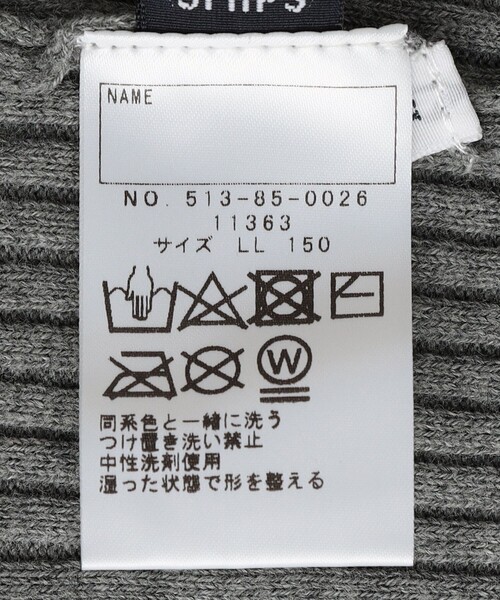 SHIPS
NAME
NO. 513-85-0026
11363
サイズ LL 150
W
同系色と一緒に洗う
つけ置き洗い禁止
中性洗剤使用
湿った状態で形を整える